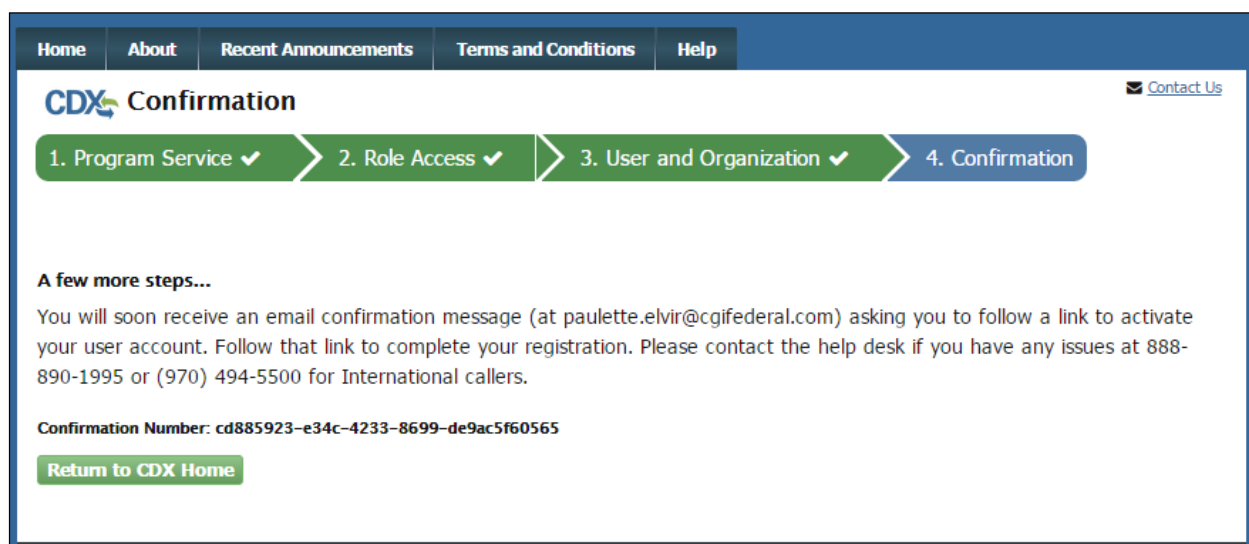 Home About Recent Announcements Terms and Conditions Help
Contact Us
CDX Confirmation
1. Program Service ✔ 2. Role Access ✔ 3. User and Organization ✔ 4. Confirmation
A few more steps...
You will soon receive an email confirmation message (at paulette.elvir@cgifederal.com) asking you to follow a link to activate
your user account. Follow that link to complete your registration. Please contact the help desk if you have any issues at 888-
890-1995 or (970) 494-5500 for International callers.
Confirmation Number: cd885923-e34c-4233-8699-de9ac5f60565
Return to CDX Home